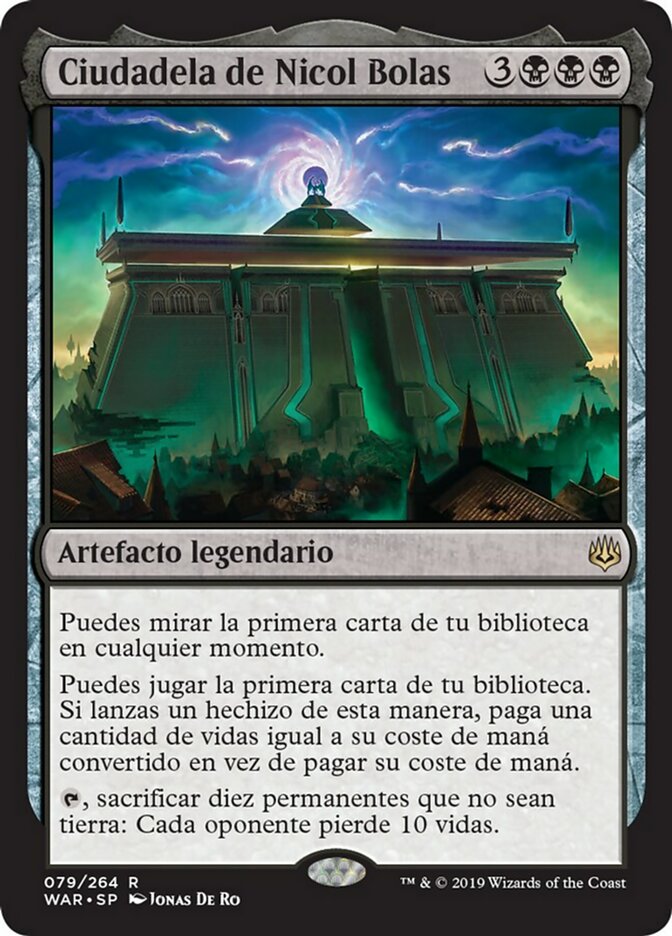 Ciudadela de Nicol Bolas 3
Artefacto legendario
Puedes mirar la primera carta de tu biblioteca
en cualquier momento.
Puedes jugar la primera carta de tu biblioteca.
Si lanzas un hechizo de esta manera, paga una
cantidad de vidas igual a su coste de maná
convertido en vez de pagar su coste de maná.
, sacrificar diez permanentes que no sean
tierra: Cada oponente pierde 10 vidas.
079/264 R
WAR • SP Jonas De Ro
™ & © 2019 Wizards of the Coast